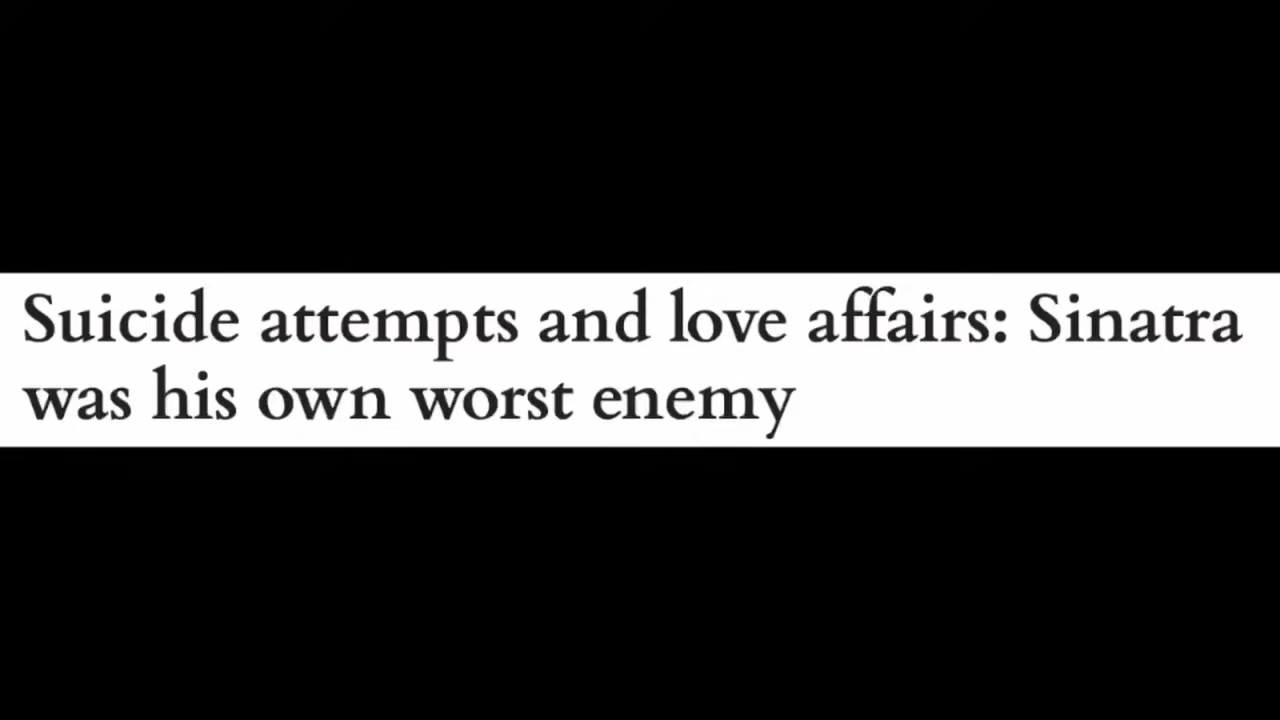 Suicide attempts and love affairs: Sinatra
was his own worst enemy